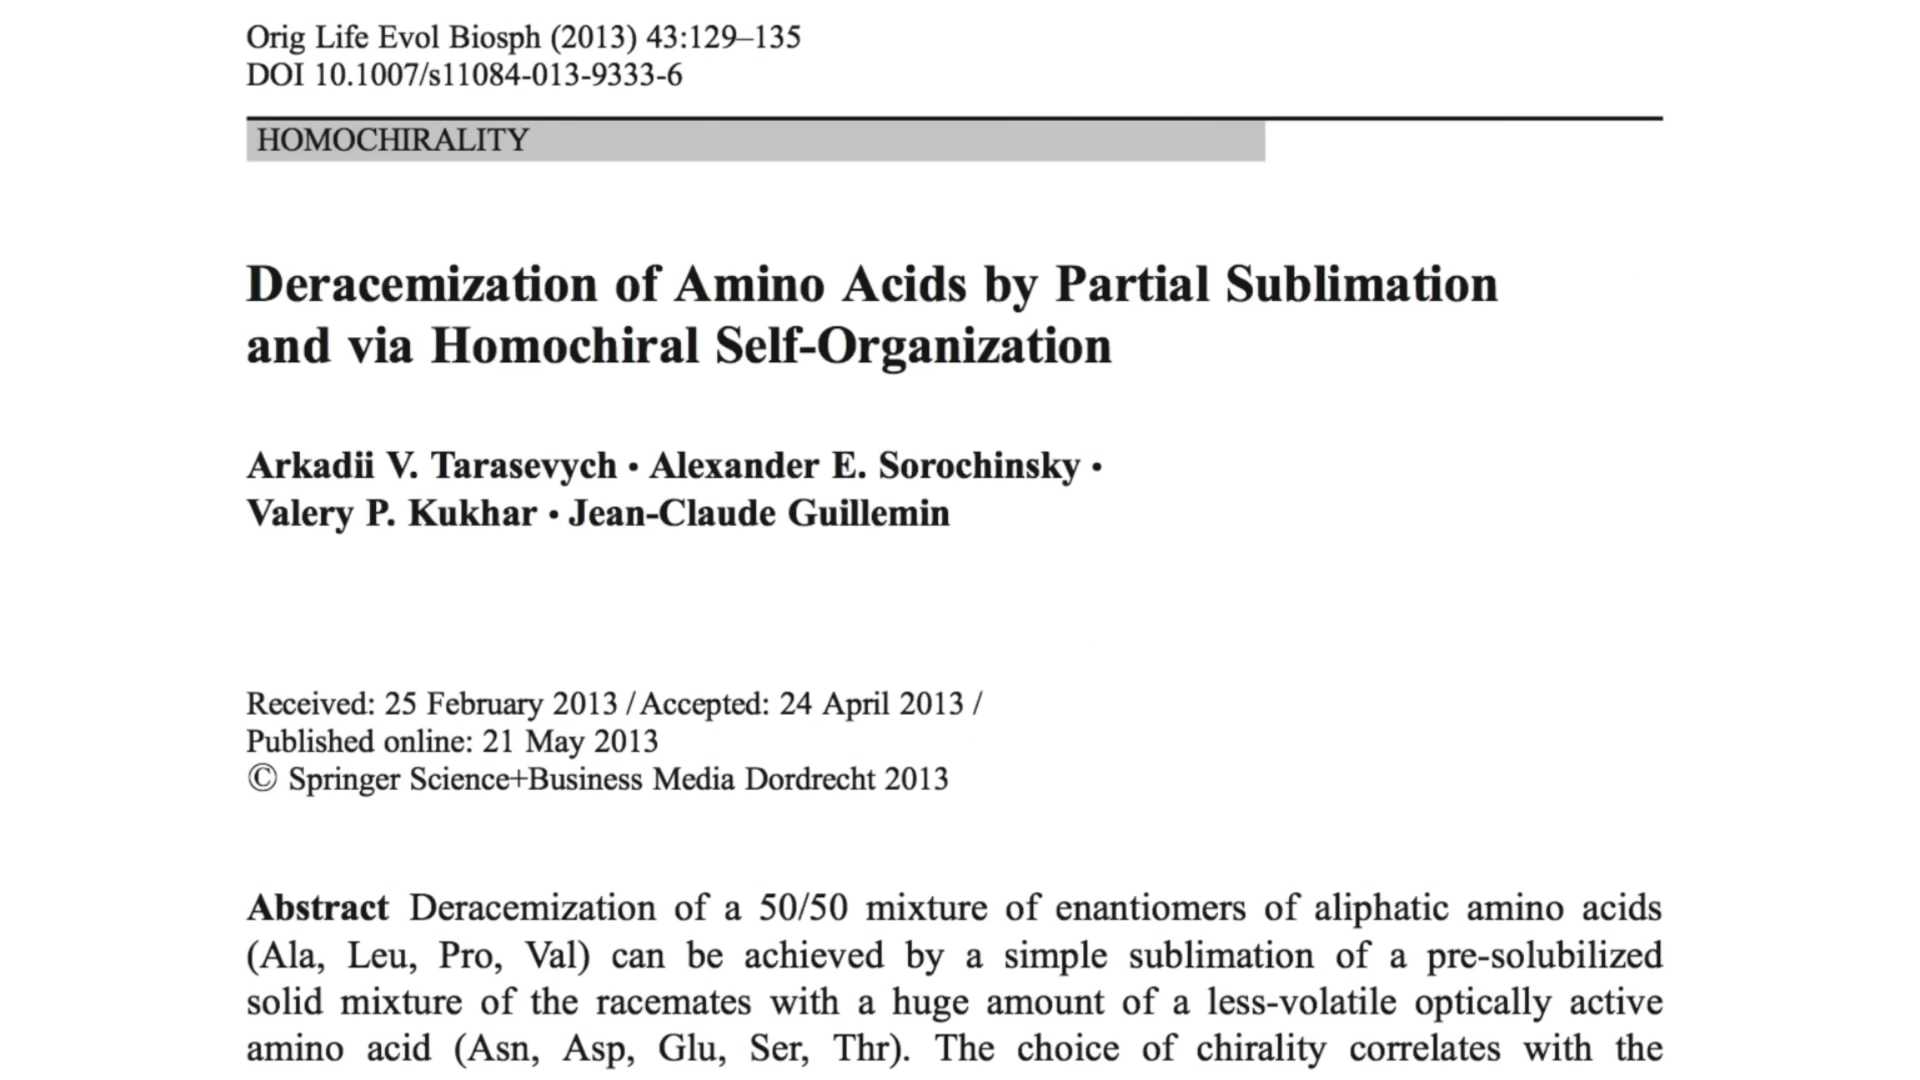 Orig Life Evol Biosph (2013) 43:129–135
DOI 10.1007/s11084-013-9333-6
HOMOCHIRALITY
Deracemization of Amino Acids by Partial Sublimation
and via Homochiral Self-Organization
Arkadii V. Tarasevych • Alexander E. Sorochinsky •
Valery P. Kukhar • Jean-Claude Guillemin
Received: 25 February 2013 / Accepted: 24 April 2013 /
Published online: 21 May 2013
© Springer Science+Business Media Dordrecht 2013
Abstract Deracemization of a 50/50 mixture of enantiomers of aliphatic amino acids
(Ala, Leu, Pro, Val) can be achieved by a simple sublimation of a pre-solubilized
solid mixture of the racemates with a huge amount of a less-volatile optically active
amino acid (Asn, Asp, Glu, Ser, Thr). The choice of chirality correlates with the